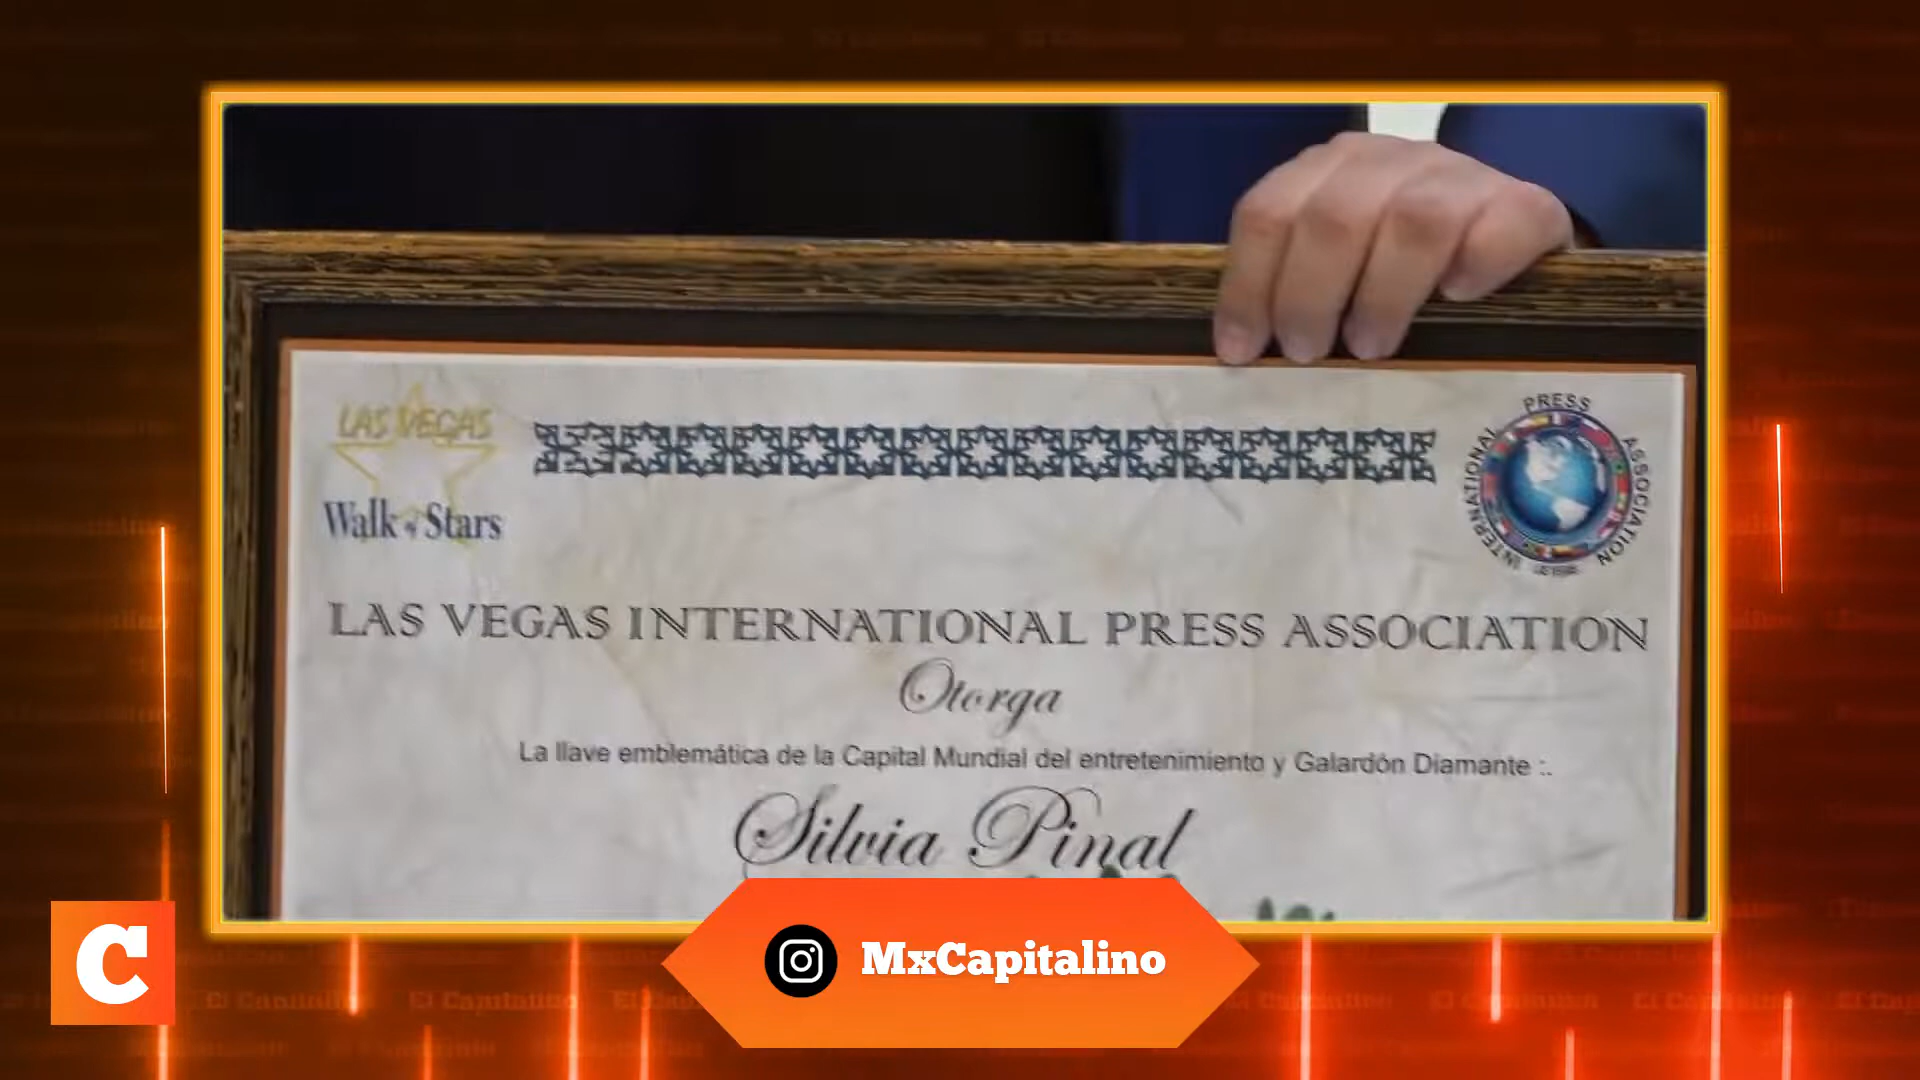 LAS VEGAS
Walk of Stars
INTERNATIONAL PRESS ASSOCIATION
LAS VEGAS INTERNATIONAL PRESS ASSOCIATION
Otorga
La llave emblemática de la Capital Mundial del entretenimiento y Galardón Diamante :.
Silvia Pinal
C
MxCapitalino